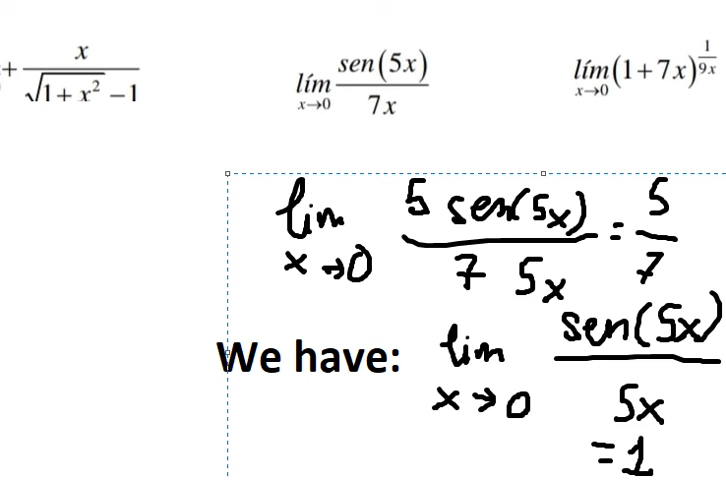 + x/(√(1+x²) −1)
lím x→0 sen(5x)/7x
lím x→0 (1+7x)^(1/9x)
lim x→0 5 sen(5x)/7 5x = 5/7
We have: lim x→0 sen(5x)/5x
=1